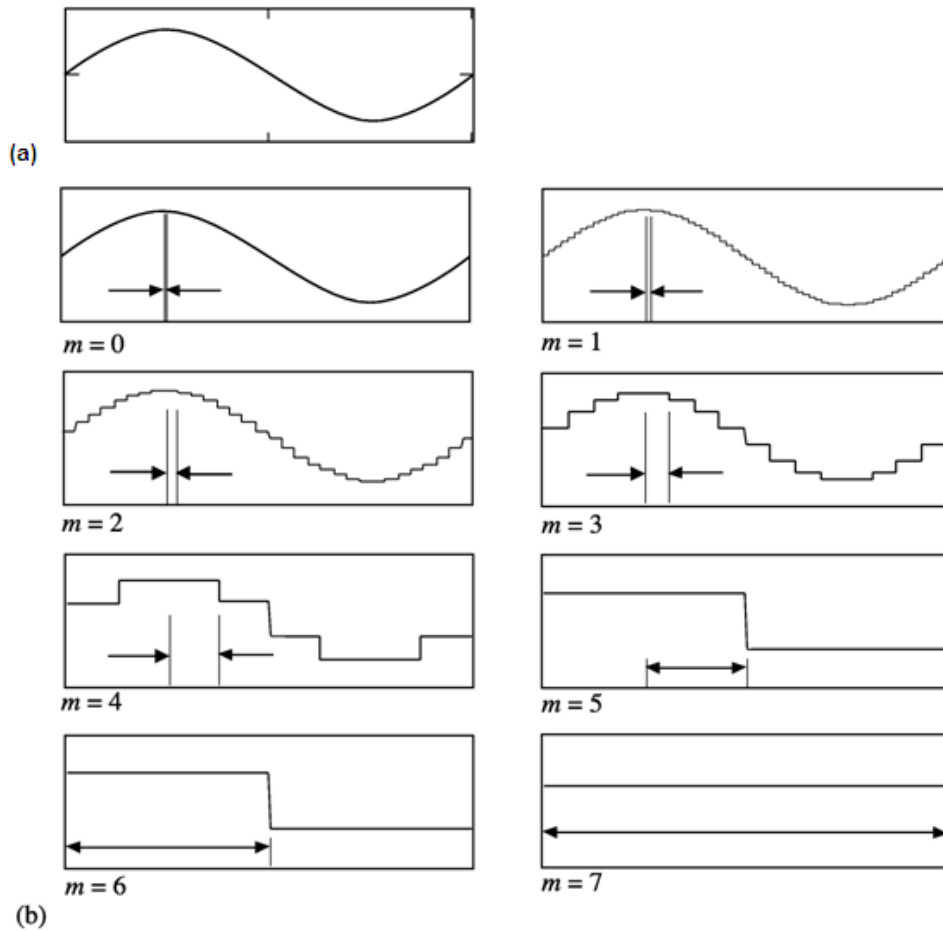 (a)
m = 0
m = 1
m = 2
m = 3
m = 4
m = 5
m = 6
m = 7
(b)